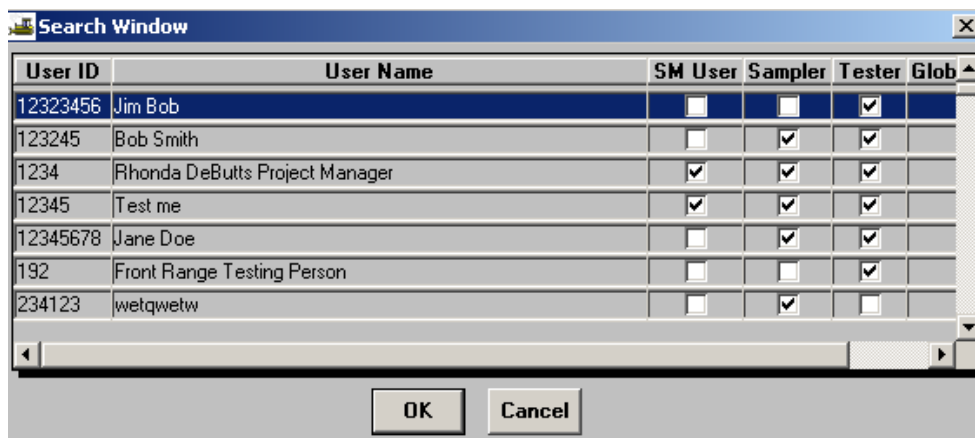 Search Window
User ID User Name SM User Sampler Tester Glob
12323456 Jim Bob
123245 Bob Smith
1234 Rhonda DeButts Project Manager
12345 Test me
12345678 Jane Doe
192 Front Range Testing Person
234123 wetqwetw
OK Cancel